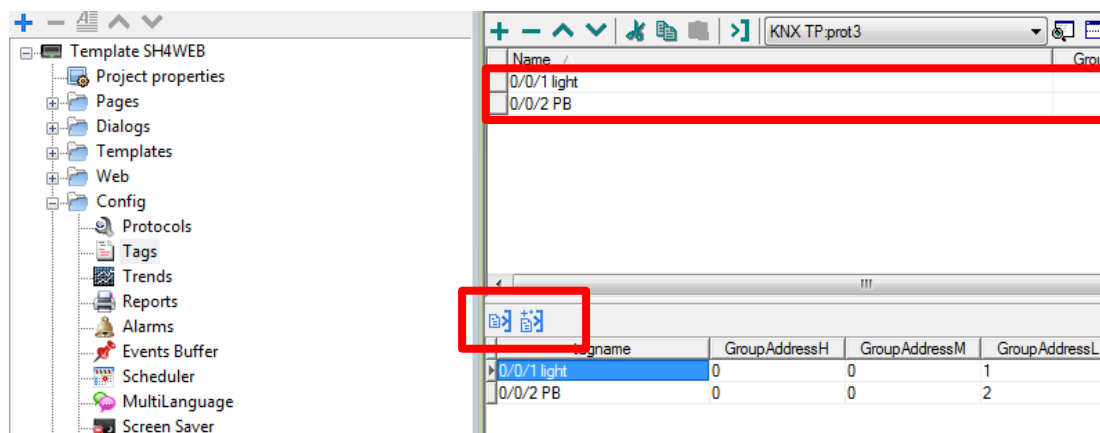 Template SH4WEB
Project properties
Pages
Dialogs
Templates
Web
Config
Protocols
Tags
Trends
Reports
Alarms
Events Buffer
Scheduler
MultiLanguage
Screen Saver
KNX TP:prot3
Name Grou
0/0/1 light
0/0/2 PB
tagname GroupAddressH GroupAddressM GroupAddressL
0/0/1 light 0 0 1
0/0/2 PB 0 0 2